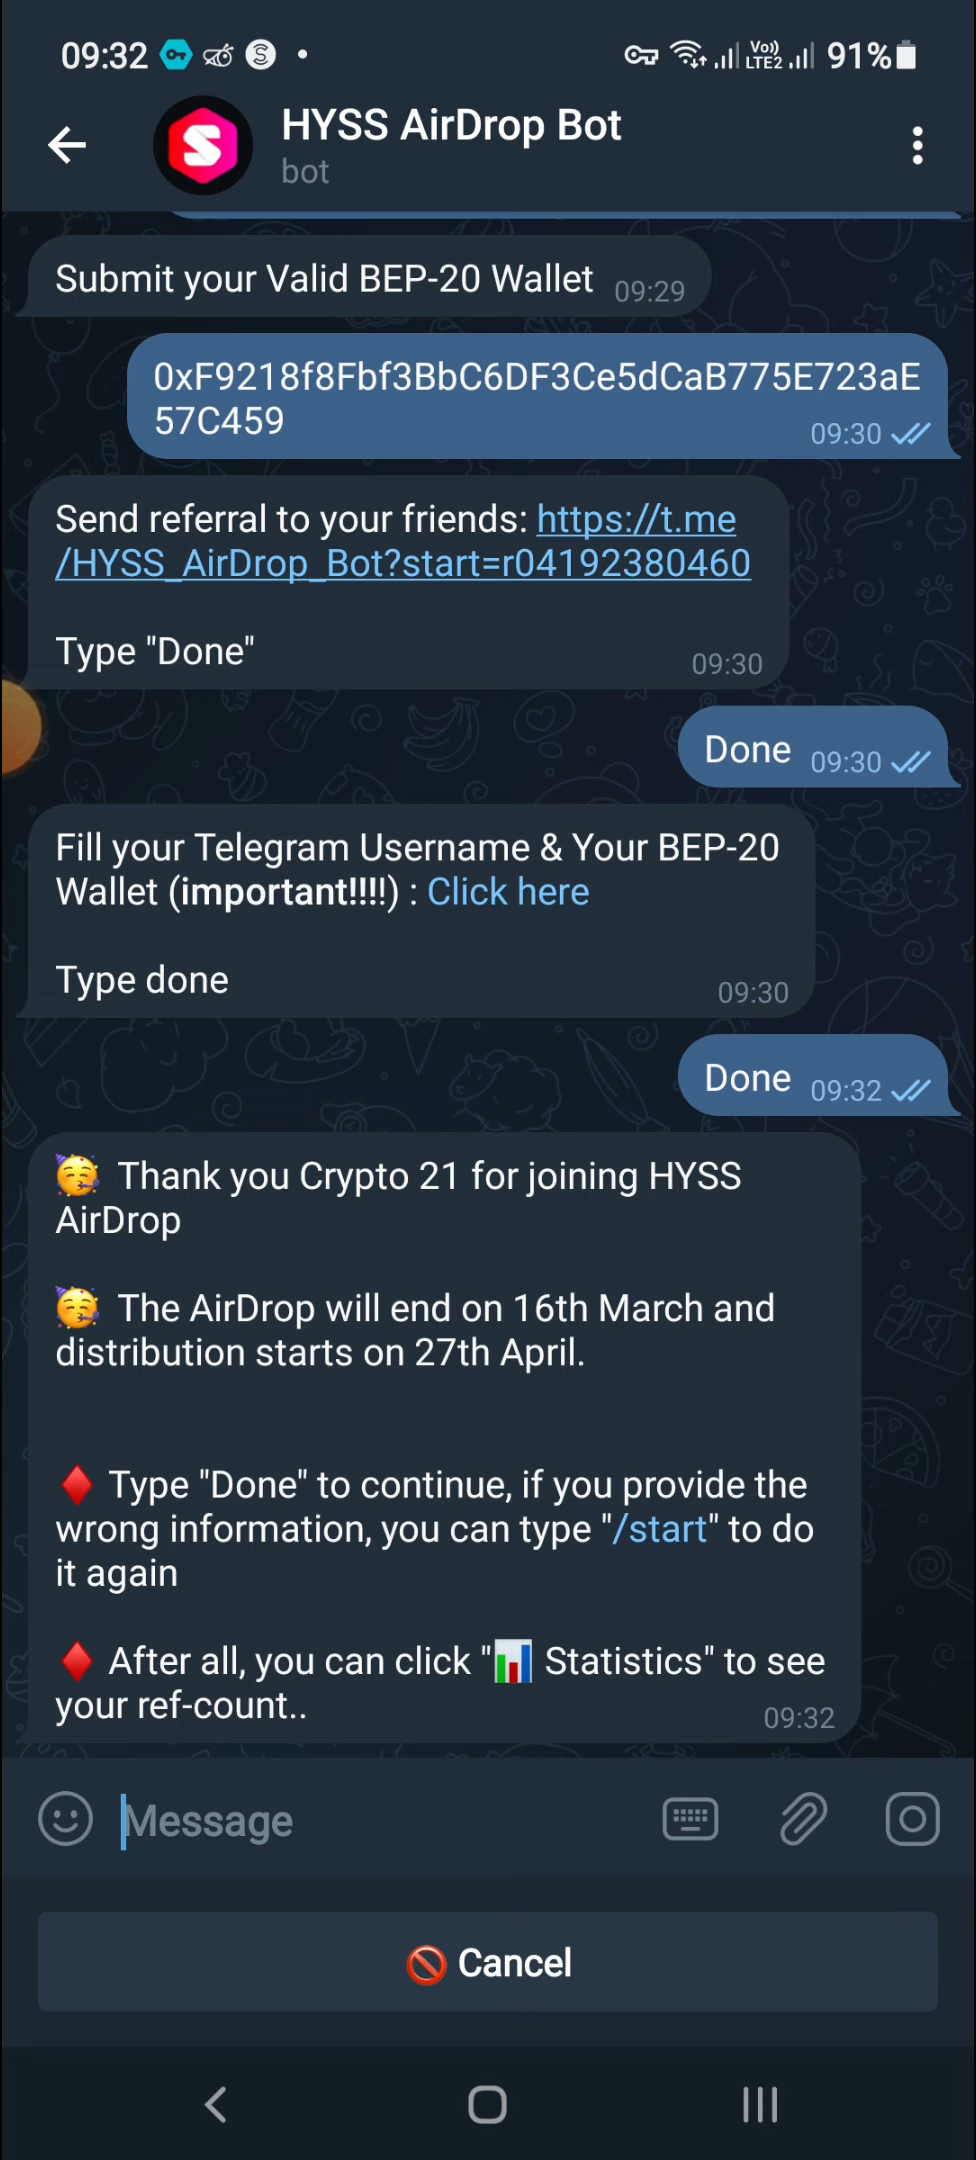 09:32
Vo)) LTE2 91%
HYSS AirDrop Bot
bot
Submit your Valid BEP-20 Wallet 09:29
0xF9218f8Fbf3BbC6DF3Ce5dCaB775E723aE
57C459
09:30
Send referral to your friends: https://t.me
/HYSS_AirDrop_Bot?start=r04192380460
Type "Done"
09:30
Done 09:30
Fill your Telegram Username & Your BEP-20
Wallet (important!!!!) : Click here
Type done
09:30
Done 09:32
🥳 Thank you Crypto 21 for joining HYSS
AirDrop
🥳 The AirDrop will end on 16th March and
distribution starts on 27th April.
♦️ Type "Done" to continue, if you provide the
wrong information, you can type "/start" to do
it again
♦️ After all, you can click "📊 Statistics" to see
your ref-count..
09:32
Message
🚫 Cancel